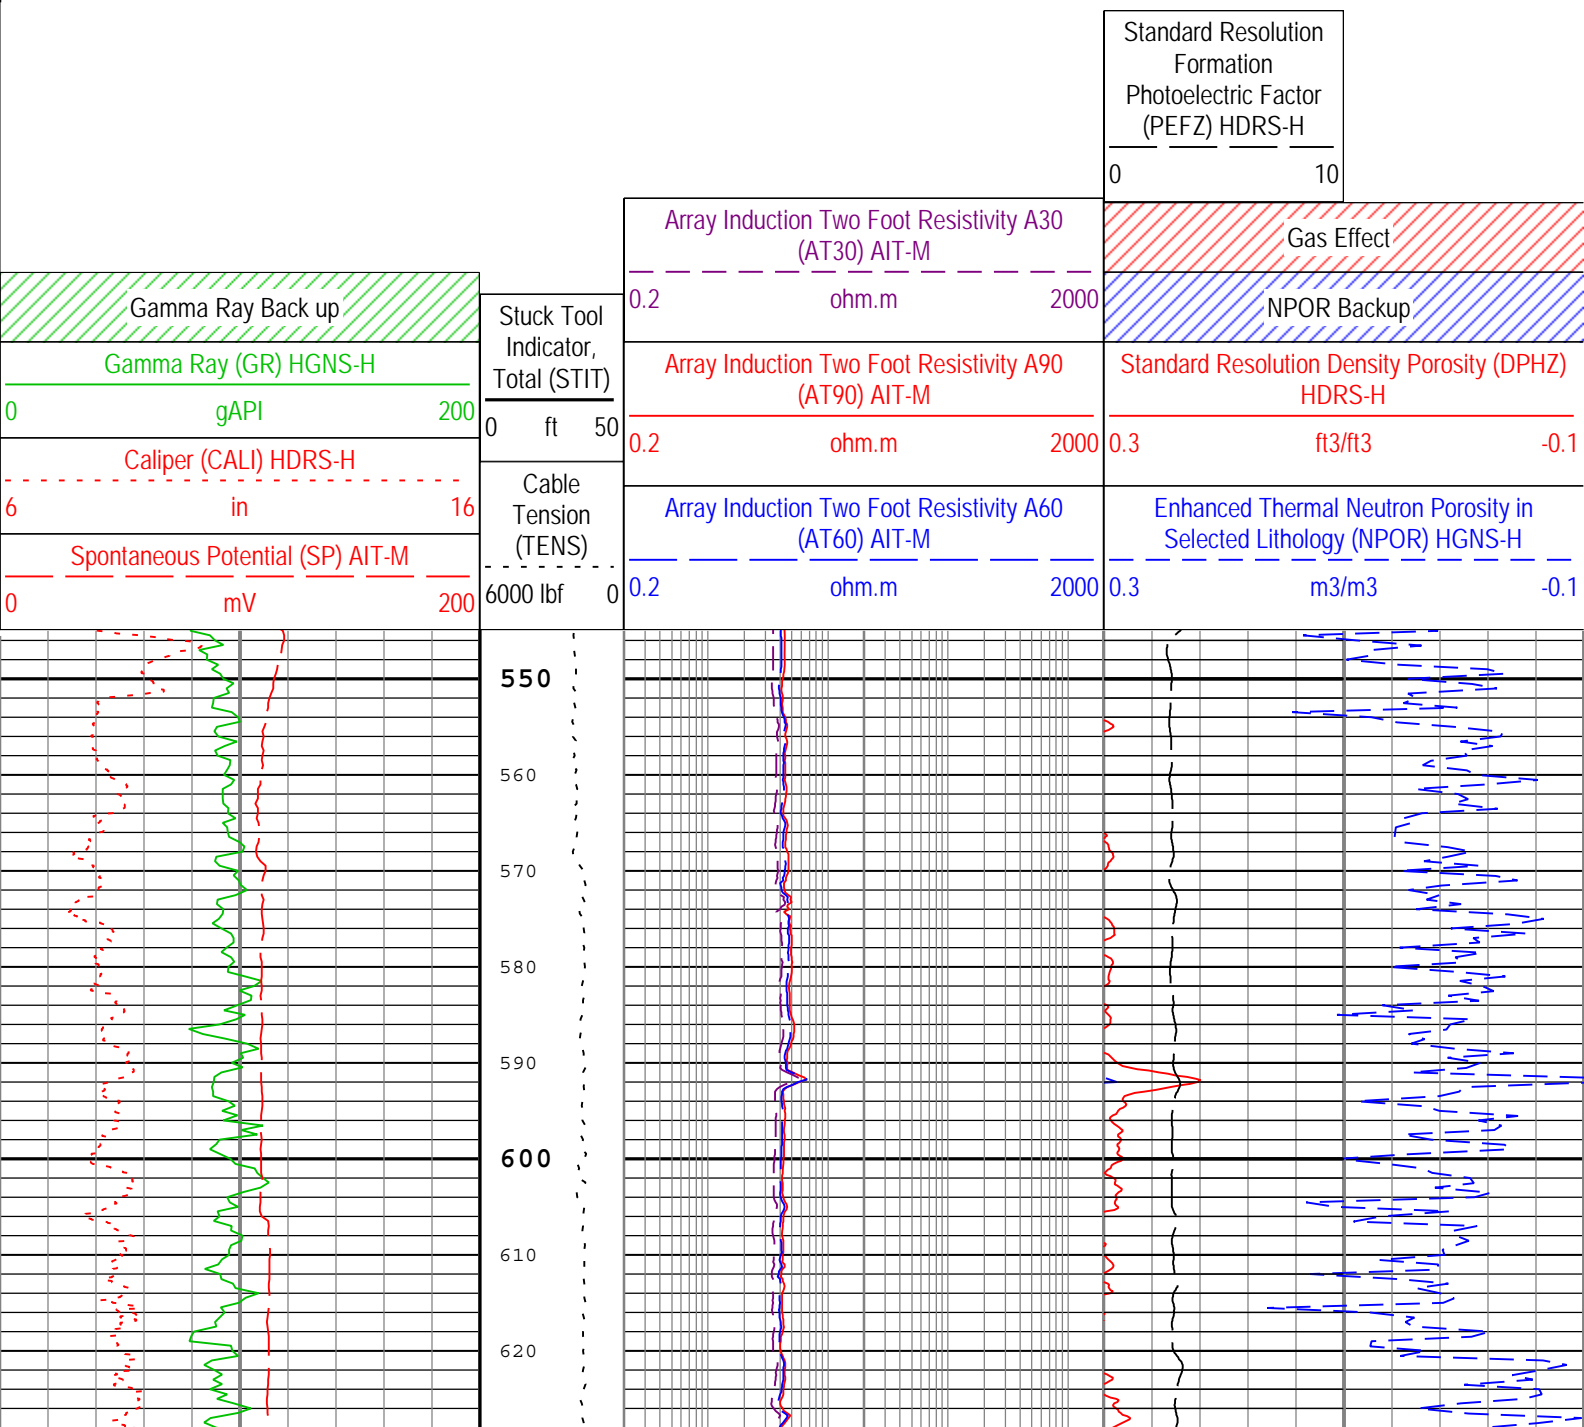 Standard Resolution
Formation
Photoelectric Factor
(PEFZ) HDRS-H
0 10
Gas Effect
NPOR Backup
Standard Resolution Density Porosity (DPHZ)
HDRS-H
0.3 ft3/ft3 -0.1
Enhanced Thermal Neutron Porosity in
Selected Lithology (NPOR) HGNS-H
0.3 m3/m3 -0.1
Array Induction Two Foot Resistivity A30
(AT30) AIT-M
0.2 ohm.m 2000
Array Induction Two Foot Resistivity A90
(AT90) AIT-M
0.2 ohm.m 2000
Array Induction Two Foot Resistivity A60
(AT60) AIT-M
0.2 ohm.m 2000
Gamma Ray Back up
Gamma Ray (GR) HGNS-H
0 gAPI 200
Caliper (CALI) HDRS-H
6 in 16
Spontaneous Potential (SP) AIT-M
0 mV 200
Stuck Tool
Indicator,
Total (STIT)
0 ft 50
Cable
Tension
(TENS)
6000 lbf 0
550
560
570
580
590
600
610
620